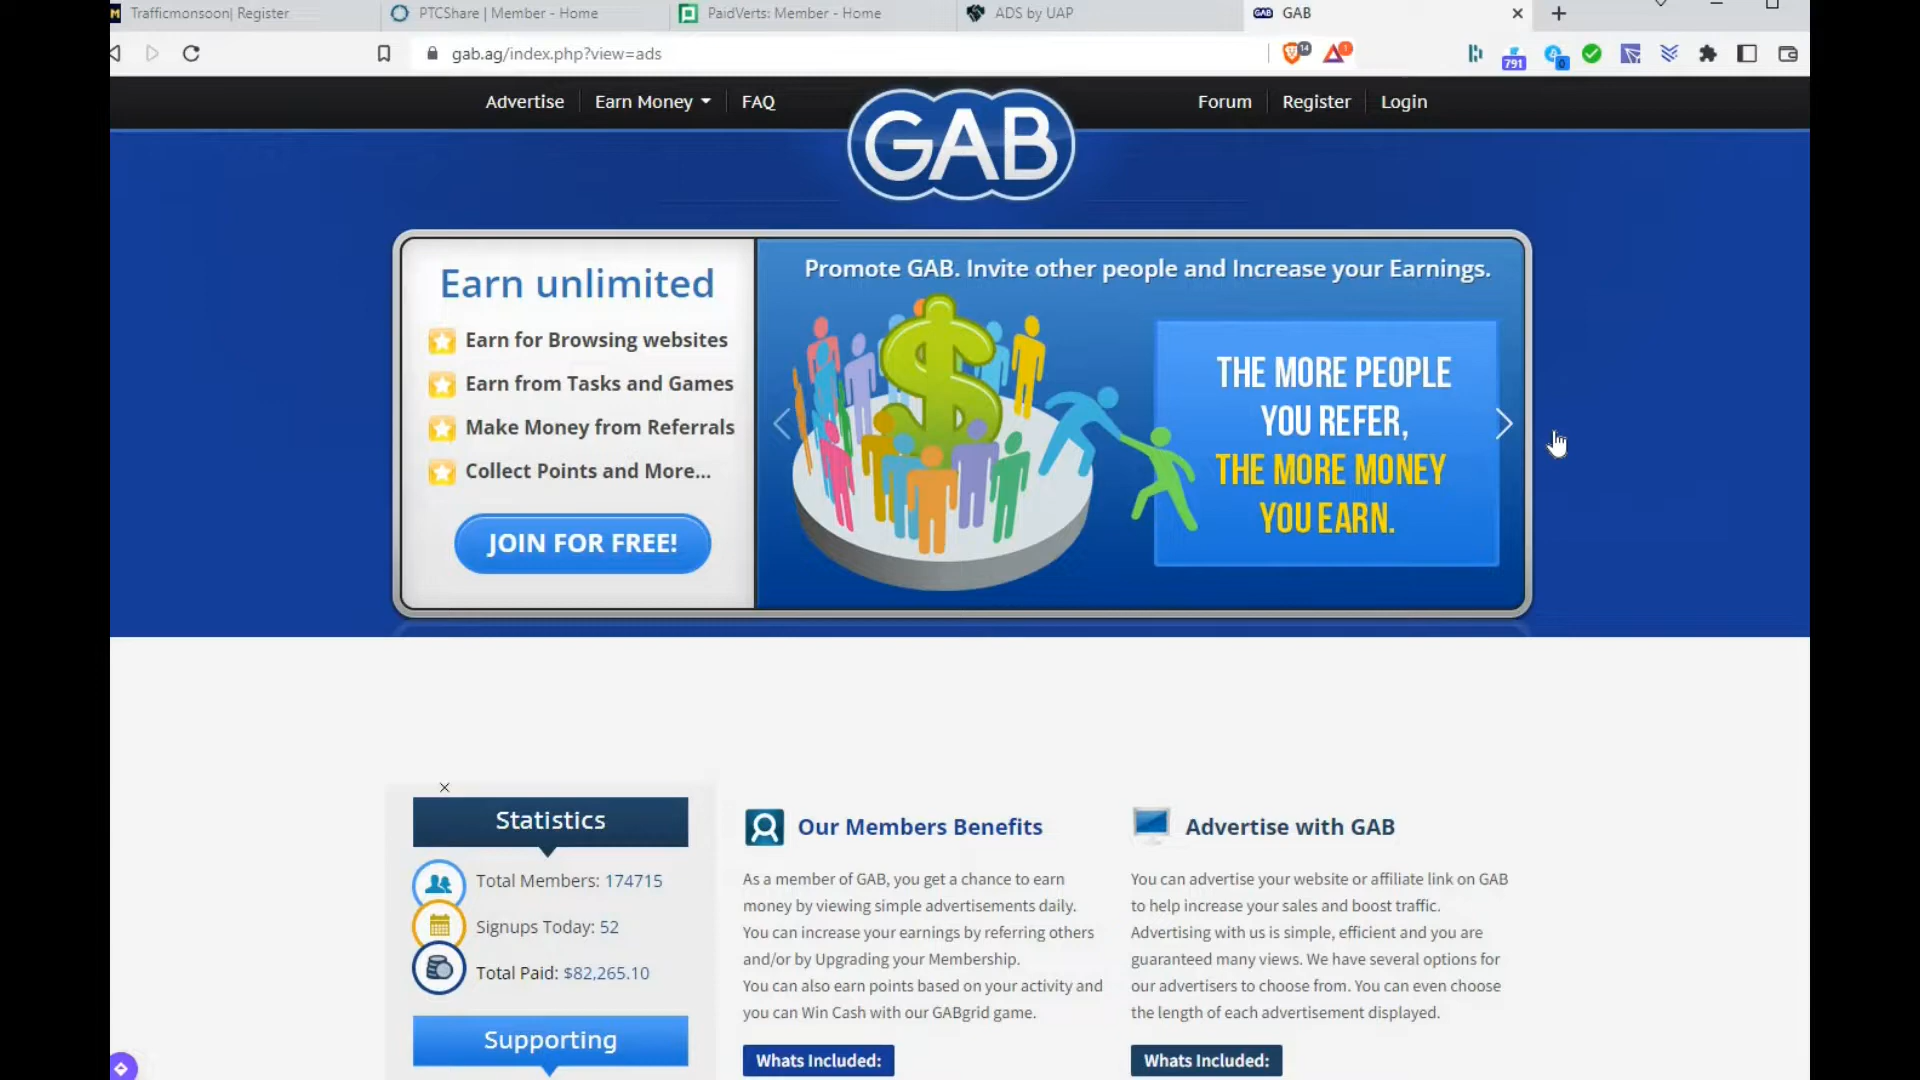 Trafficmonsoon| Register
PTCShare | Member - Home
PaidVerts: Member - Home
ADS by UAP
GAB
GAB
gab.ag/index.php?view=ads
14
1
791
0
Advertise
Earn Money
FAQ
GAB
Forum
Register
Login
Earn unlimited
Earn for Browsing websites
Earn from Tasks and Games
Make Money from Referrals
Collect Points and More...
JOIN FOR FREE!
Promote GAB. Invite other people and Increase your Earnings.
$
THE MORE PEOPLE
YOU REFER,
THE MORE MONEY
YOU EARN.
Statistics
Total Members: 174715
Signups Today: 52
Total Paid: $82,265.10
Supporting
Our Members Benefits
As a member of GAB, you get a chance to earn
money by viewing simple advertisements daily.
You can increase your earnings by referring others
and/or by Upgrading your Membership.
You can also earn points based on your activity and
you can Win Cash with our GABgrid game.
Whats Included:
Advertise with GAB
You can advertise your website or affiliate link on GAB
to help increase your sales and boost traffic.
Advertising with us is simple, efficient and you are
guaranteed many views. We have several options for
our advertisers to choose from. You can even choose
the length of each advertisement displayed.
Whats Included: